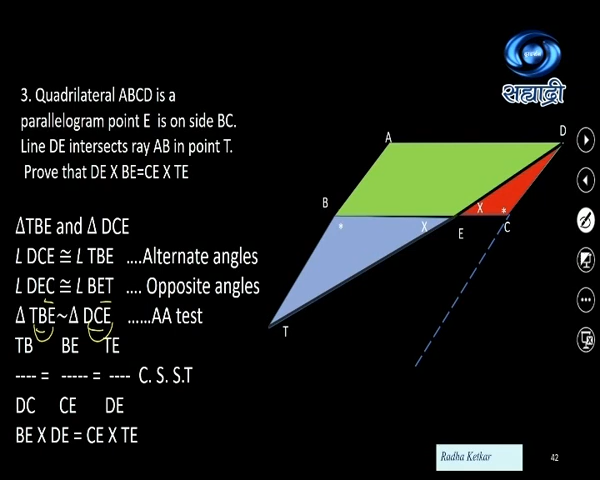 सह्याद्री
3. Quadrilateral ABCD is a
parallelogram point E is on side BC.
Line DE intersects ray AB in point T.
Prove that DE X BE=CE X TE
A
D
B
X
X
*
*
E
C
T
ΔTBE and Δ DCE
∠ DCE ≅ ∠ TBE ....Alternate angles
∠ DEC ≅ ∠ BET .... Opposite angles
Δ TBE~Δ DCE ......AA test
TB BE TE
---- = ----- = ---- C. S. S.T
DC CE DE
BE X DE = CE X TE
Radha Ketkar
42